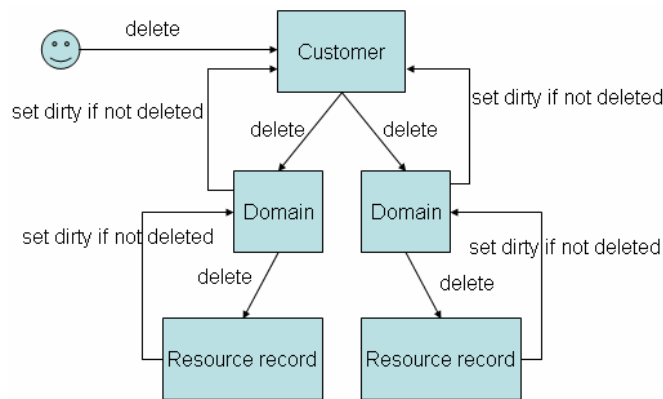 delete
Customer
set dirty if not deleted
set dirty if not deleted
delete
delete
Domain
Domain
set dirty if not deleted
set dirty if not deleted
delete
delete
Resource record
Resource record